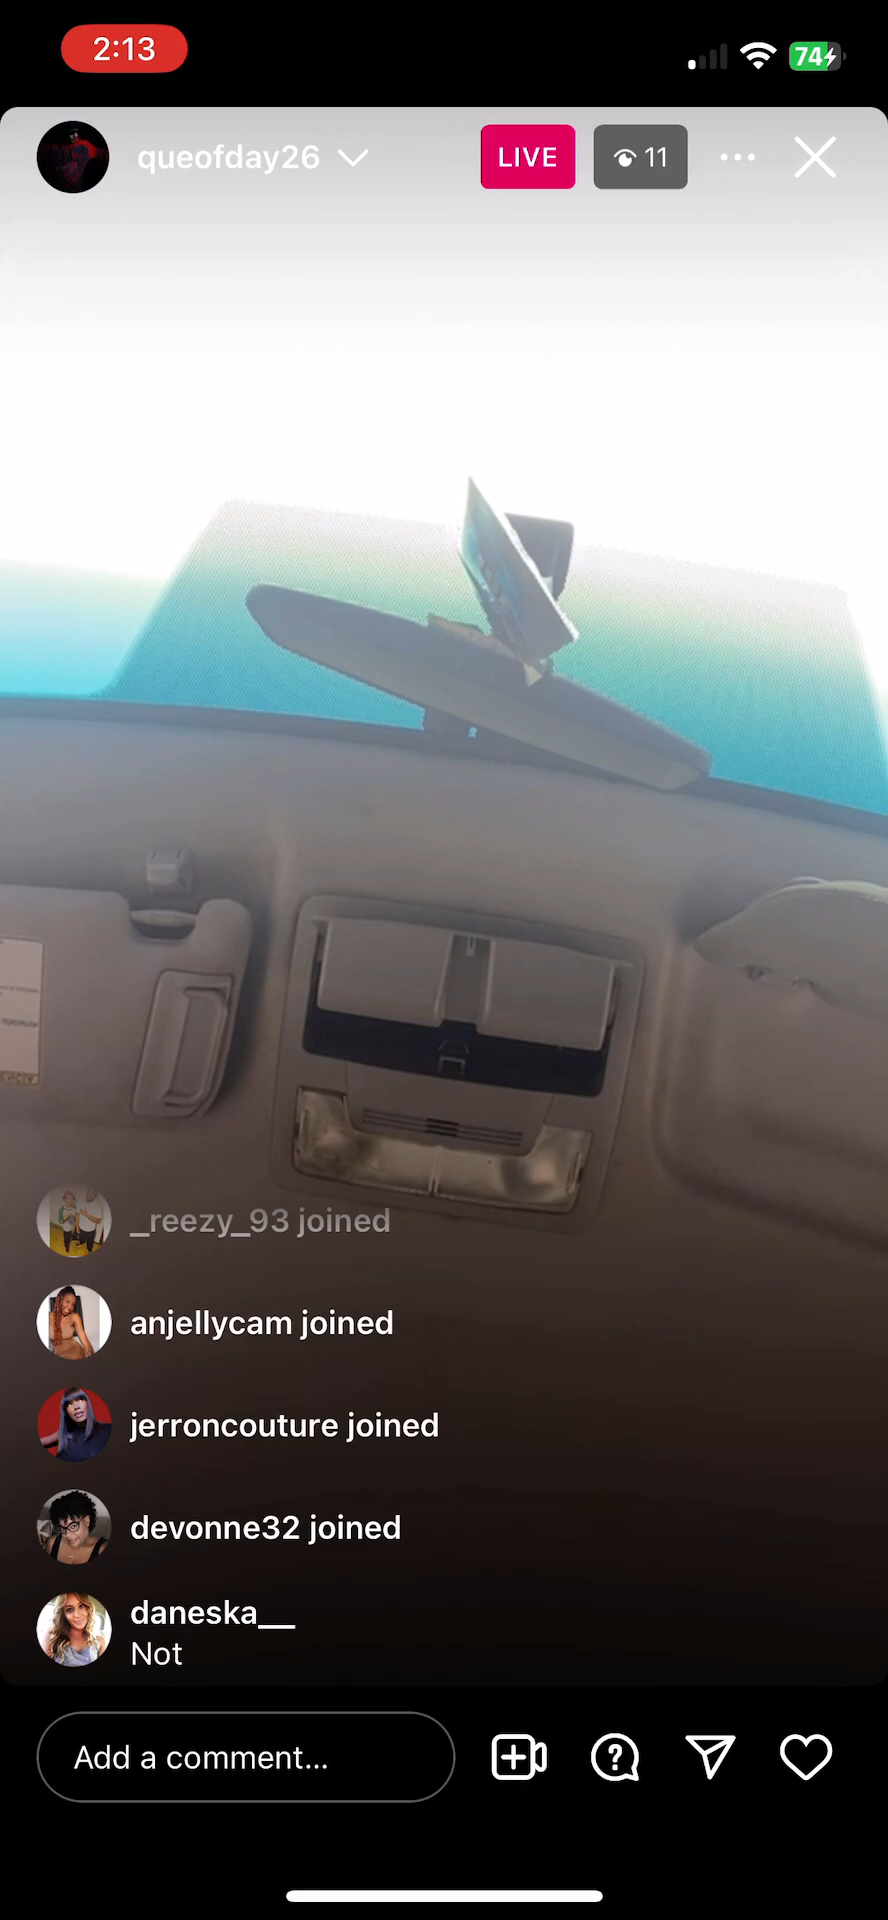 2:13
74
queofday26
LIVE
11
_reezy_93 joined
anjellycam joined
jerroncouture joined
devonne32 joined
daneska__
Not
Add a comment...